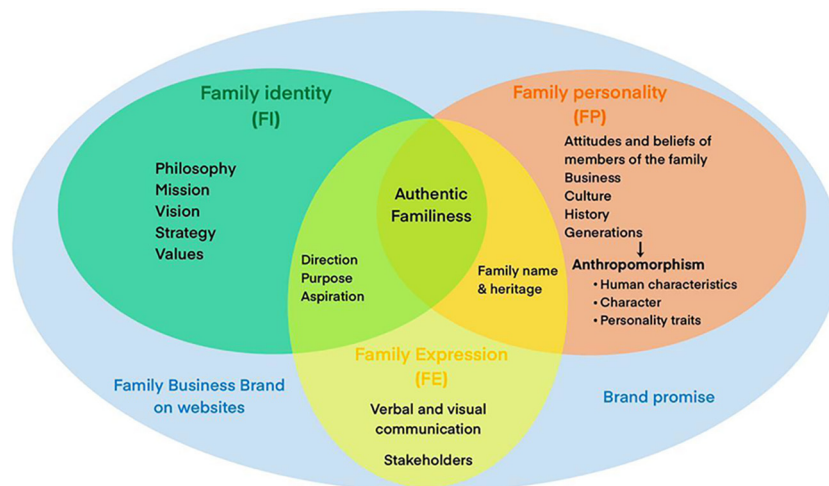 Family identity
(FI)
Philosophy
Mission
Vision
Strategy
Values
Family personality
(FP)
Attitudes and beliefs of
members of the family
Business
Culture
History
Generations
Anthropomorphism
• Human characteristics
• Character
• Personality traits
Authentic
Familiness
Direction
Purpose
Aspiration
Family name
& heritage
Family Expression
(FE)
Verbal and visual
communication
Stakeholders
Family Business Brand
on websites
Brand promise